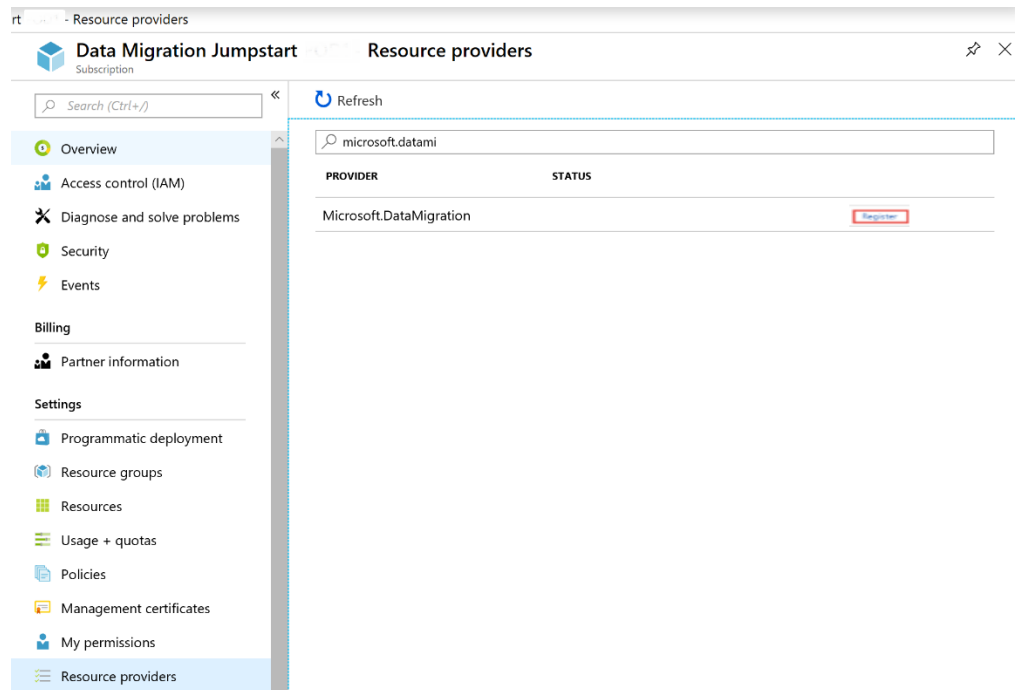 rt - Resource providers
Data Migration Jumpstart Resource providers
Subscription
Search (Ctrl+/)
«
Refresh
Overview
microsoft.datami
Access control (IAM)
PROVIDER STATUS
Diagnose and solve problems
Microsoft.DataMigration Register
Security
Events
Billing
Partner information
Settings
Programmatic deployment
Resource groups
Resources
Usage + quotas
Policies
Management certificates
My permissions
Resource providers